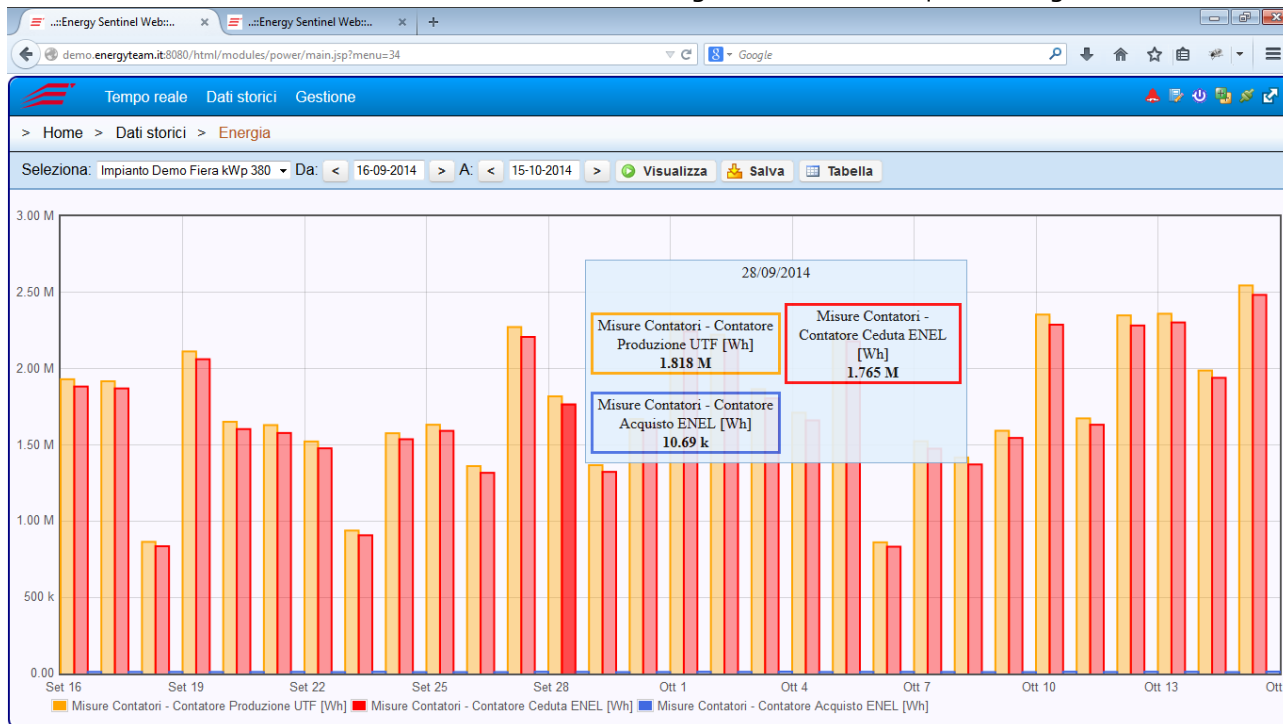 ..::Energy Sentinel Web::.. ..::Energy Sentinel Web::..
demo.energyteam.it:8080/html/modules/power/main.jsp?menu=34 Google
Tempo reale Dati storici Gestione
> Home > Dati storici > Energia
Seleziona: Impianto Demo Fiera kWp 380 Da: < 16-09-2014 > A: < 15-10-2014 > Visualizza Salva Tabella
3.00 M
2.50 M
2.00 M
1.50 M
1.00 M
500 k
0.00
28/09/2014
Misure Contatori - Contatore
Produzione UTF [Wh]
1.818 M
Misure Contatori -
Contatore Ceduta ENEL
[Wh]
1.765 M
Misure Contatori - Contatore
Acquisto ENEL [Wh]
10.69 k
Set 16 Set 19 Set 22 Set 25 Set 28 Ott 1 Ott 4 Ott 7 Ott 10 Ott 13 Ott
Misure Contatori - Contatore Produzione UTF [Wh] Misure Contatori - Contatore Ceduta ENEL [Wh] Misure Contatori - Contatore Acquisto ENEL [Wh]